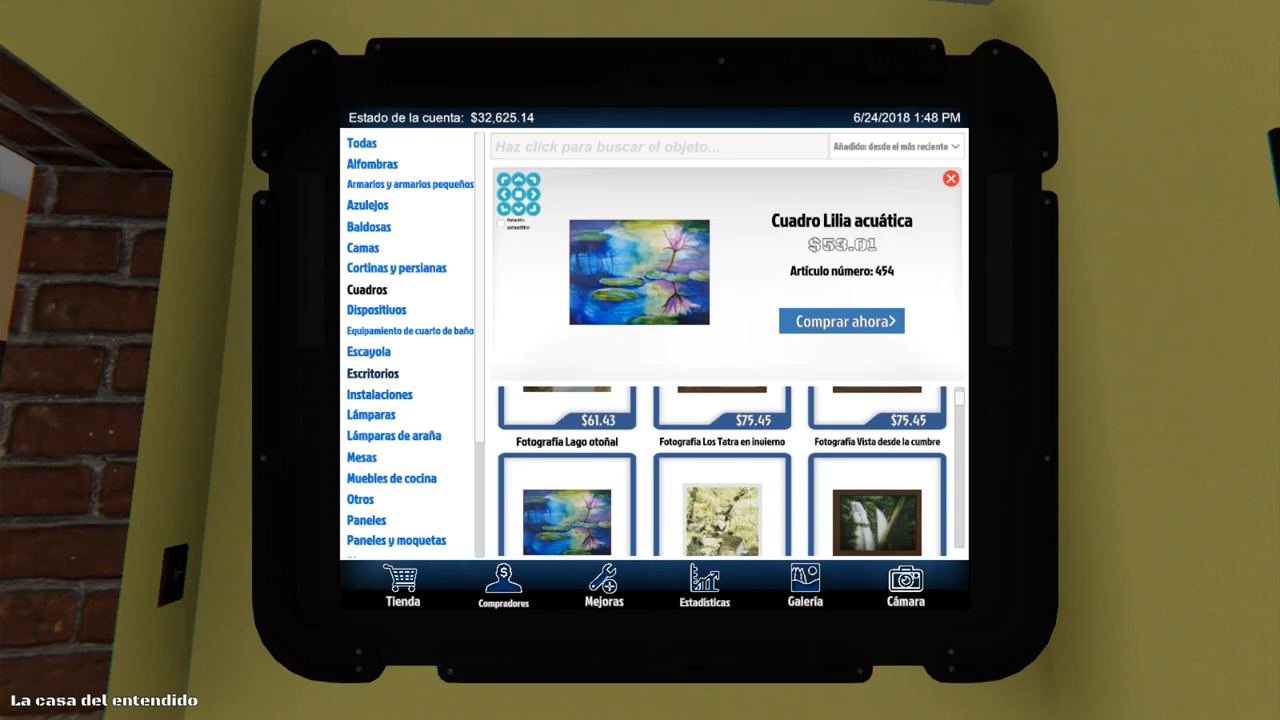 Estado de la cuenta: $32,625.14
6/24/2018 1:48 PM
Todas
Alfombras
Armarios y armarios pequeños
Azulejos
Baldosas
Camas
Cortinas y persianas
Cuadros
Dispositivos
Equipamiento de cuarto de baño
Escayola
Escritorios
Instalaciones
Lámparas
Lámparas de araña
Mesas
Muebles de cocina
Otros
Paneles
Paneles y moquetas
Haz click para buscar el objeto...
Añadido: desde el más reciente
Cuadro Lilia acuática
$53.01
Artículo número: 454
Comprar ahora
$61.43
$75.45
$75.45
Fotografía Lago otoñal
Fotografía Los Tatra en invierno
Fotografía Vista desde la cumbre
Tienda
Compradores
Mejoras
Estadísticas
Galería
Cámara
La casa del entendido